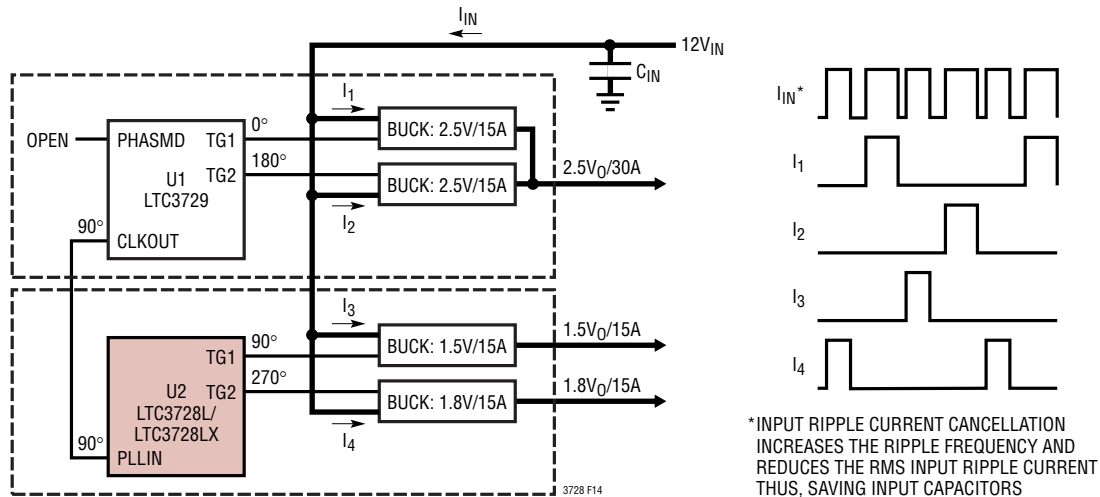 I_IN
12V_IN
C_IN
I_1
OPEN
PHASMD
TG1
0°
BUCK: 2.5V/15A
U1
LTC3729
TG2
180°
BUCK: 2.5V/15A
2.5V_O/30A
I_2
90°
CLKOUT
I_3
TG1
90°
BUCK: 1.5V/15A
1.5V_O/15A
U2
LTC3728L/
LTC3728LX
TG2
270°
BUCK: 1.8V/15A
1.8V_O/15A
I_4
90°
PLLIN
3728 F14
I_IN*
I_1
I_2
I_3
I_4
*INPUT RIPPLE CURRENT CANCELLATION
INCREASES THE RIPPLE FREQUENCY AND
REDUCES THE RMS INPUT RIPPLE CURRENT
THUS, SAVING INPUT CAPACITORS